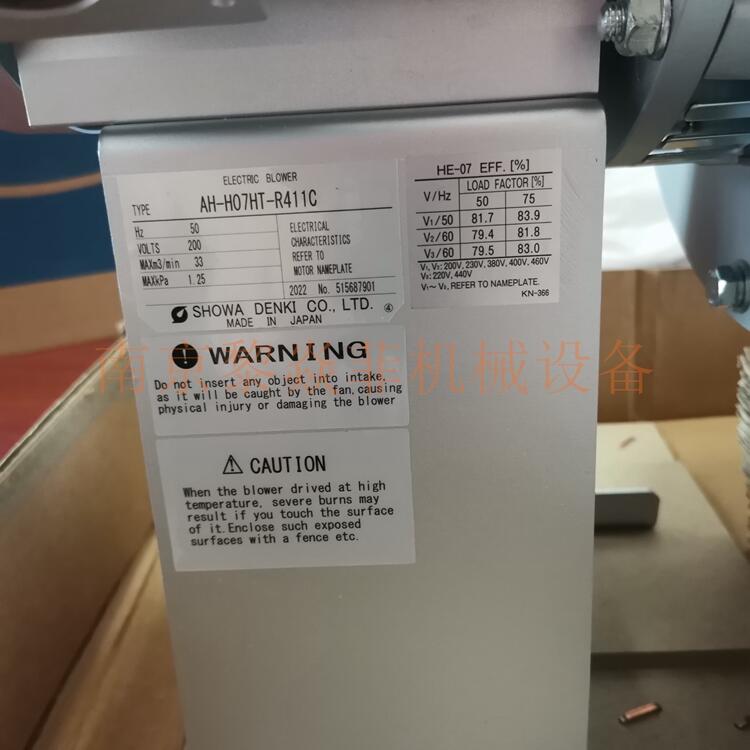 ELECTRIC BLOWER
TYPE AH-H07HT-R411C
Hz 50
VOLTS 200
MAXm3/min 33
MAXkPa 1.25
ELECTRICAL
CHARACTERISTICS
REFER TO
MOTOR NAMEPLATE
2022 No. 515687901
SHOWA DENKI CO., LTD. ④
MADE IN JAPAN
HE-07 EFF. [%]
V/Hz LOAD FACTOR [%]
50 75
V₁/50 81.7 83.9
V₂/60 79.4 81.8
V₃/60 79.5 83.0
V₁, V₂: 200V, 230V, 380V, 400V, 460V
V₃: 220V, 440V
V₁～ V₃, REFER TO NAMEPLATE.
KN-366
WARNING
Do not insert any object into intake,
as it will be caught by the fan, causing
physical injury or damaging the blower
CAUTION
When the blower drived at high
temperature, severe burns may
result if you touch the surface
of it. Enclose such exposed
surfaces with a fence etc.
南京黎 机械设备